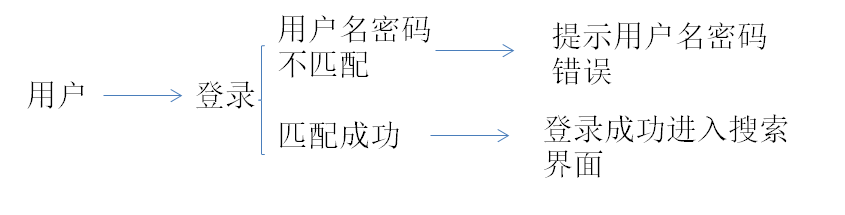 用户
登录
用户名密码
不匹配
提示用户名密码
错误
匹配成功
登录成功进入搜索
界面